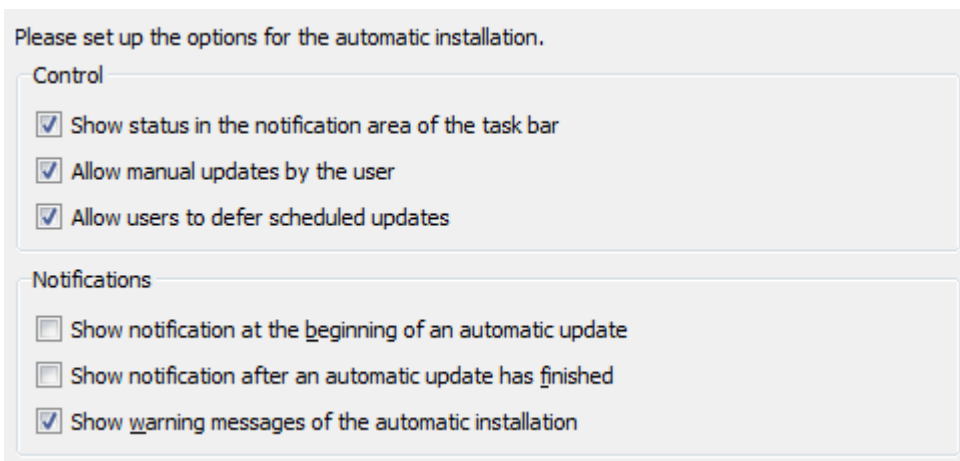 Please set up the options for the automatic installation.
Control
Show status in the notification area of the task bar
Allow manual updates by the user
Allow users to defer scheduled updates
Notifications
Show notification at the beginning of an automatic update
Show notification after an automatic update has finished
Show warning messages of the automatic installation